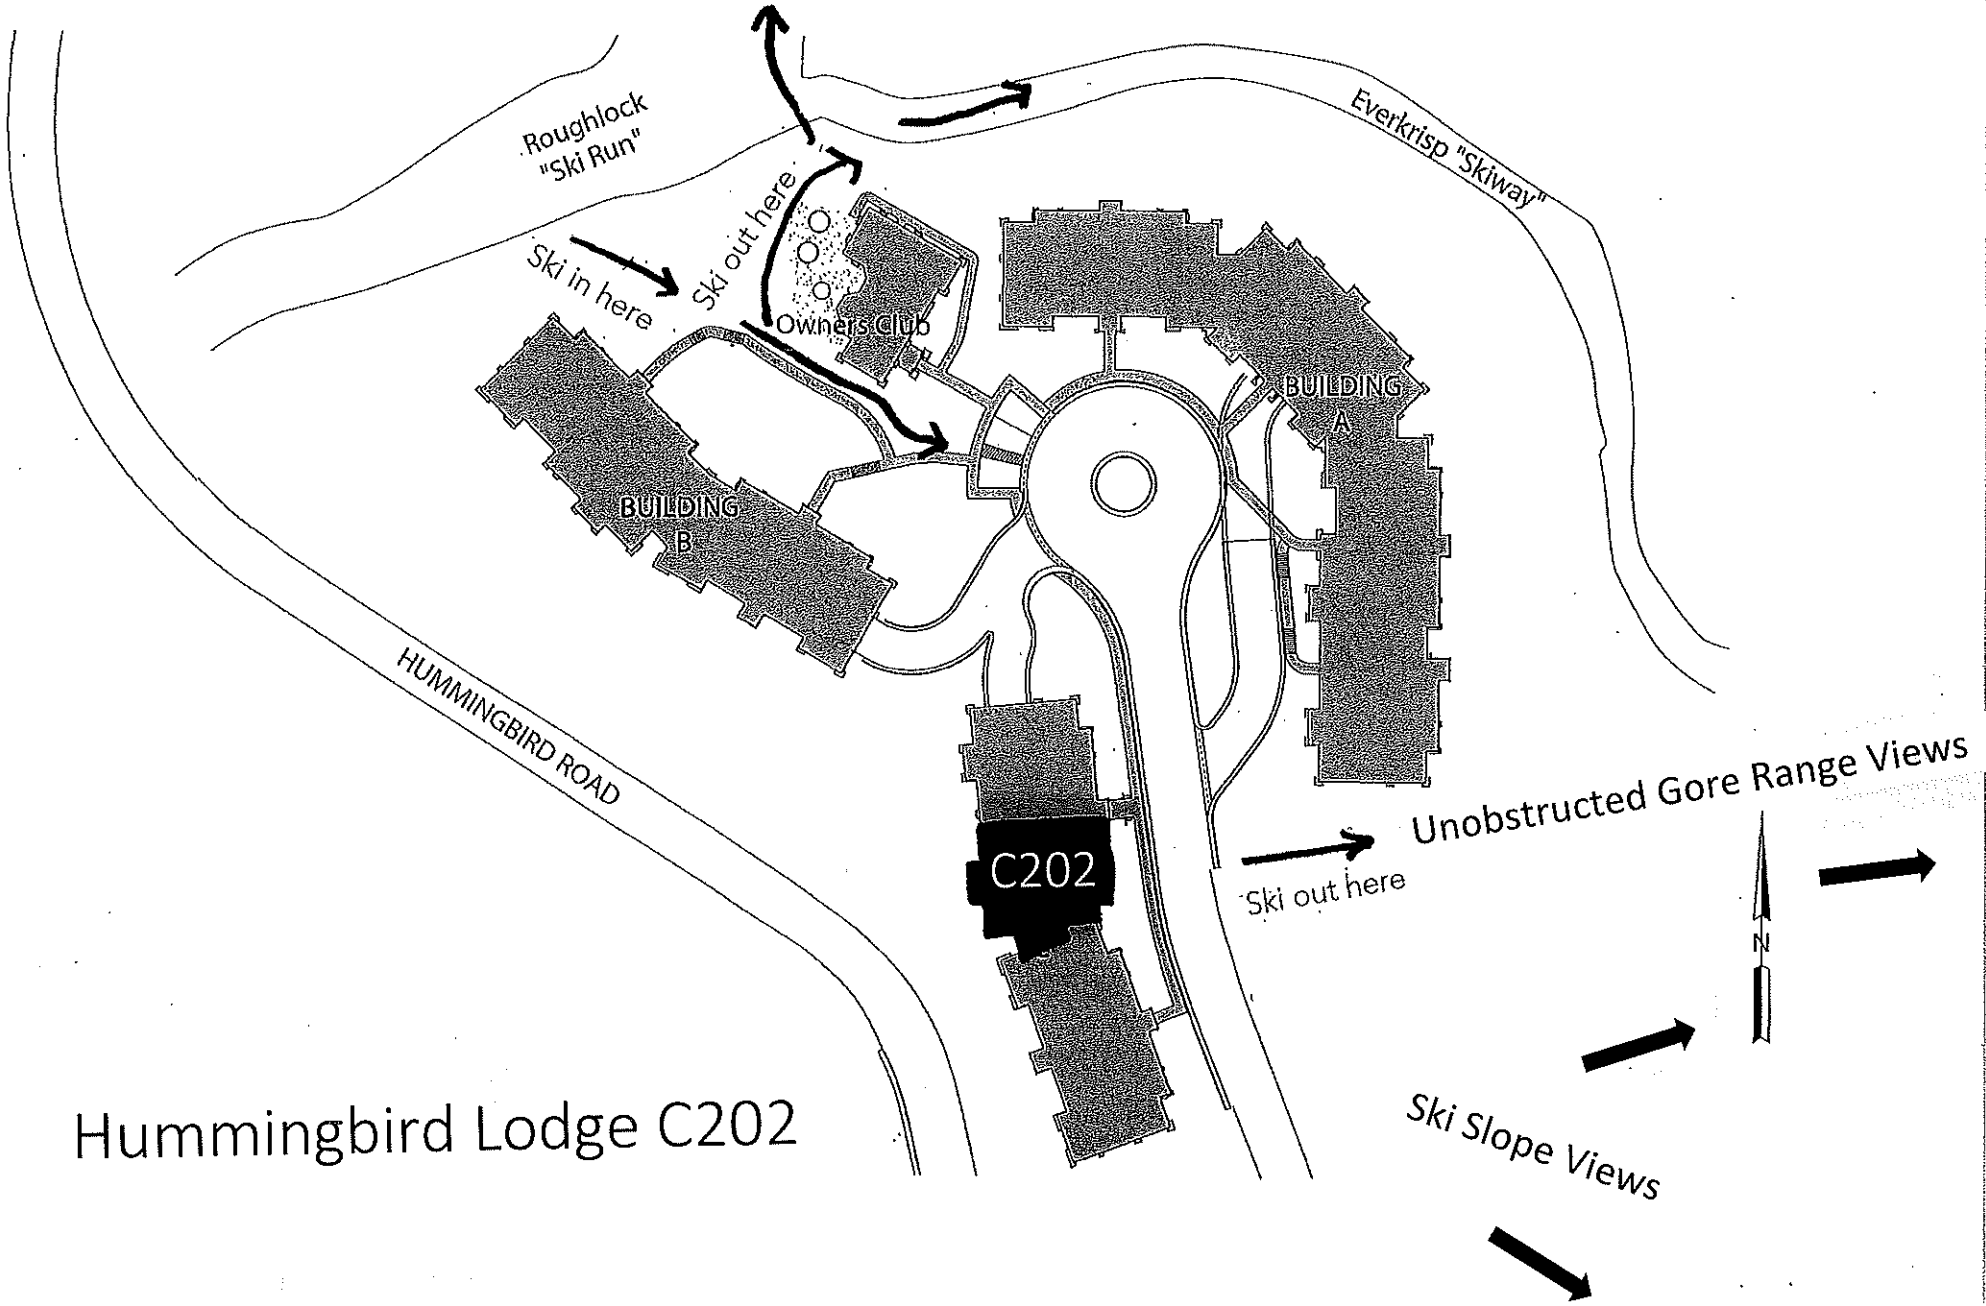 Roughlock
"Ski Run"
Everkrisp "Skiway"
Ski out here
Ski in here
Owners Club
BUILDING
A
BUILDING
B
HUMMINGBIRD ROAD
Unobstructed Gore Range Views
C202
Ski out here
N
Ski Slope Views
Hummingbird Lodge C202